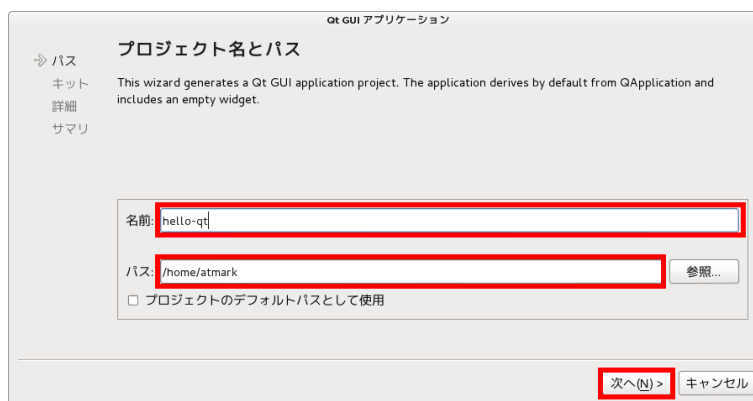 Qt GUI アプリケーション
パス
キット
詳細
サマリ
プロジェクト名とパス
This wizard generates a Qt GUI application project. The application derives by default from QApplication and
includes an empty widget.
名前: hello-qt
パス: /home/atmark 参照...
プロジェクトのデフォルトパスとして使用
次へ(N) > キャンセル